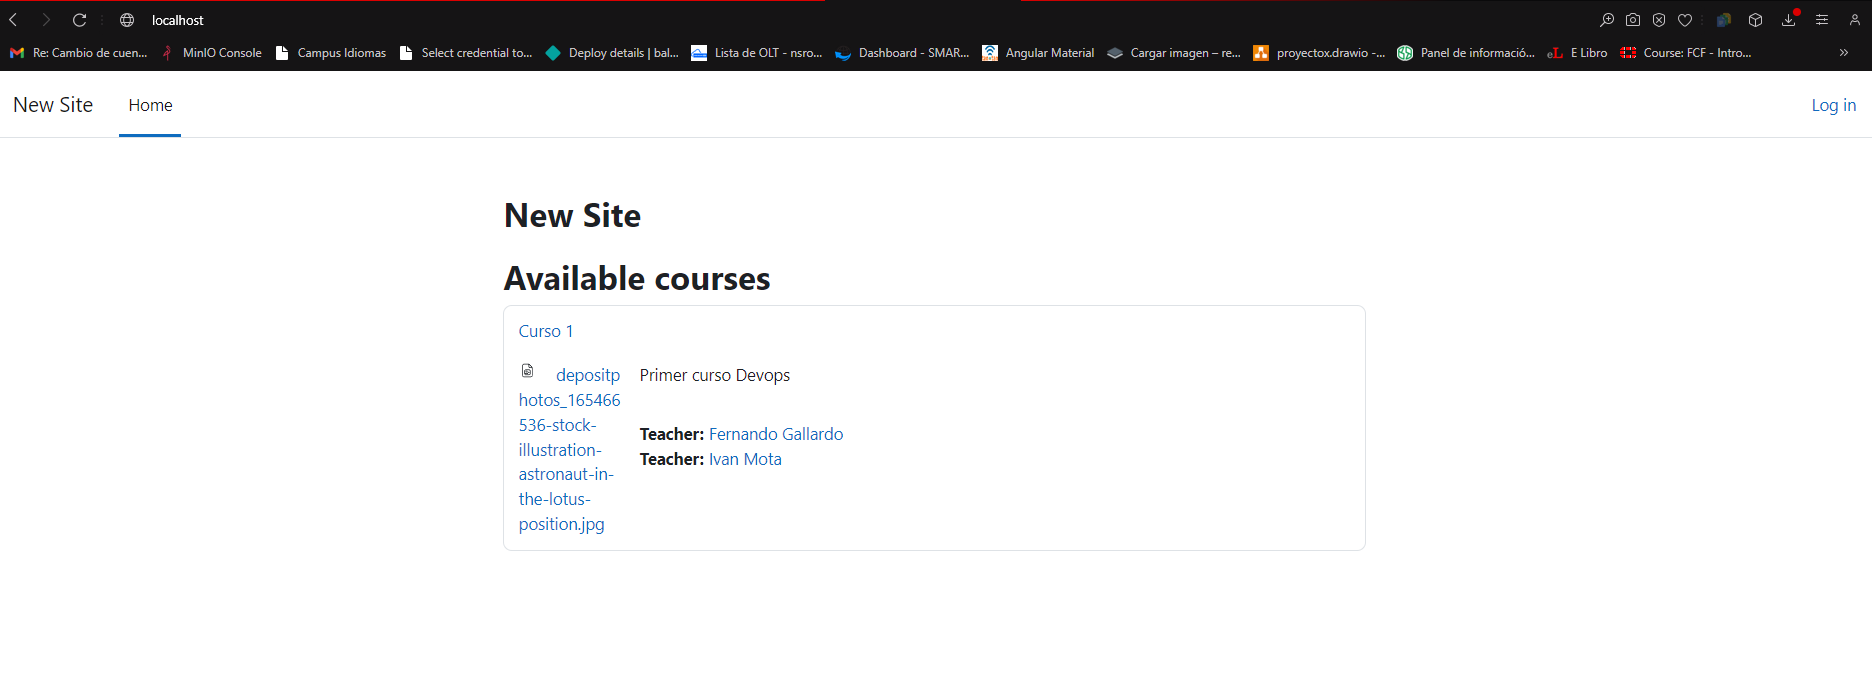 localhost
Re: Cambio de cuen...
MinIO Console
Campus Idiomas
Select credential to...
Deploy details | bal...
Lista de OLT - nsro...
Dashboard - SMAR...
Angular Material
Cargar imagen – re...
proyectox.drawio -...
Panel de informació...
E Libro
Course: FCF - Intro...
New Site
Home
Log in
New Site
Available courses
Curso 1
depositp
hotos_165466
536-stock-
illustration-
astronaut-in-
the-lotus-
position.jpg
Primer curso Devops
Teacher: Fernando Gallardo
Teacher: Ivan Mota